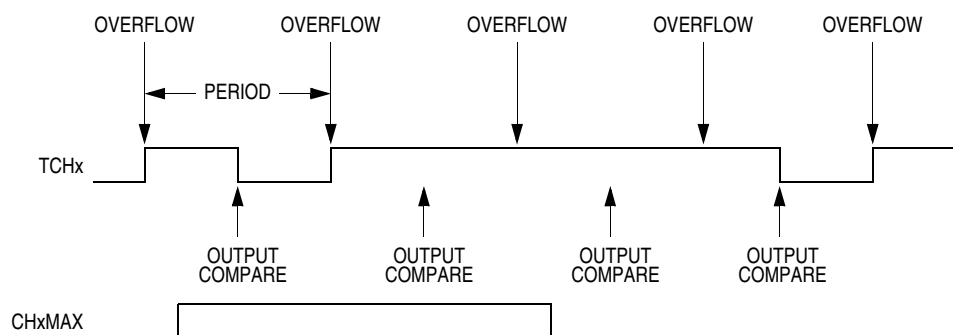 OVERFLOW OVERFLOW OVERFLOW OVERFLOW OVERFLOW
PERIOD
TCHx
OUTPUT COMPARE
OUTPUT COMPARE
OUTPUT COMPARE
OUTPUT COMPARE
CHxMAX